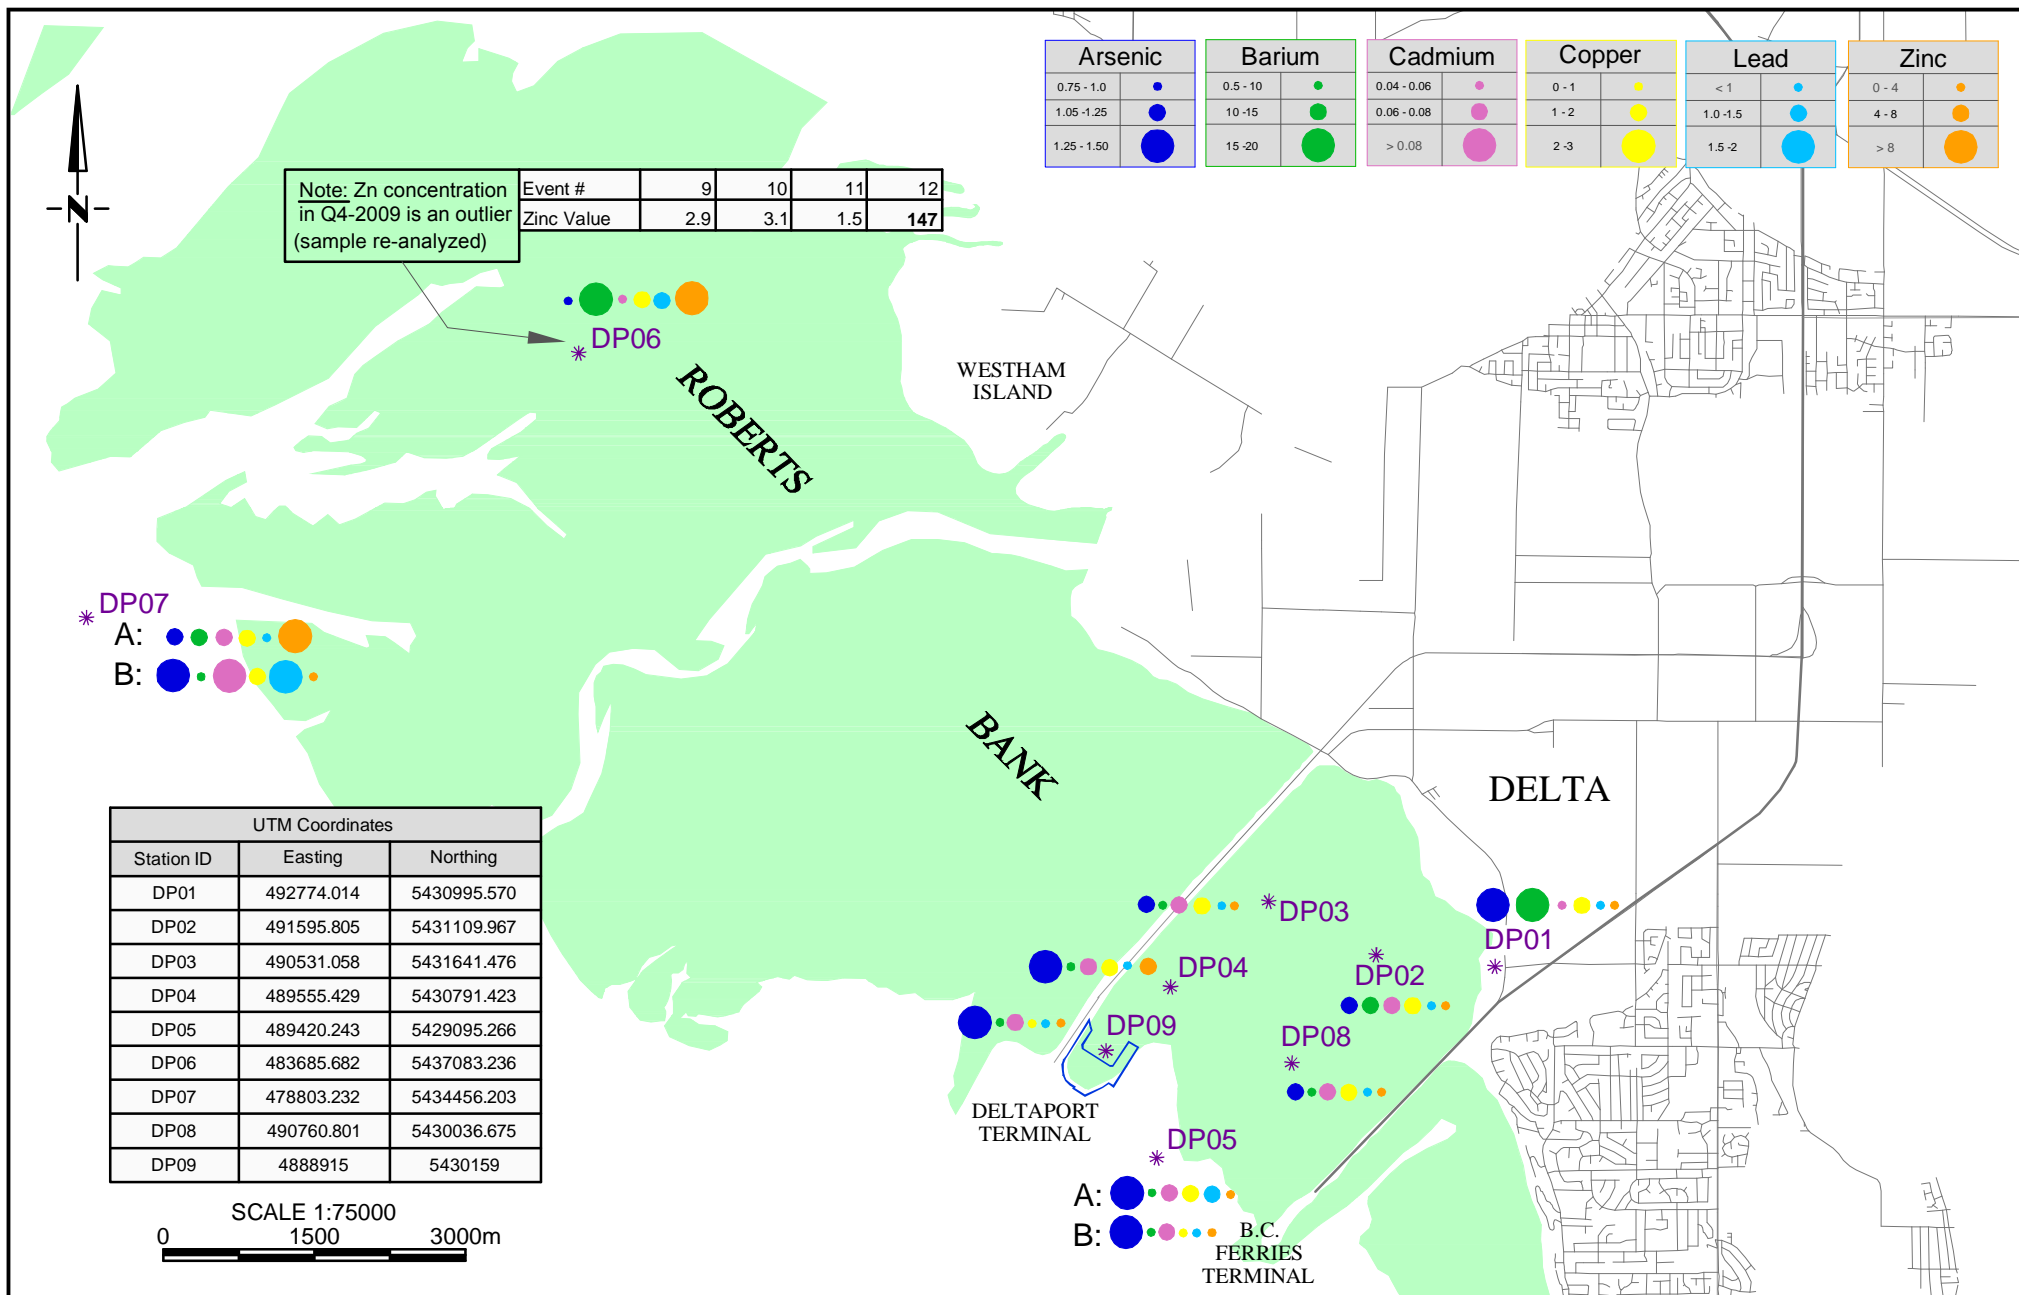 Arsenic
0.75 - 1.0
1.05 -1.25
1.25 - 1.50
Barium
0.5 - 10
10 -15
15 -20
Cadmium
0.04 - 0.06
0.06 - 0.08
> 0.08
Copper
0 - 1
1 - 2
2 -3
Lead
< 1
1.0 -1.5
1.5 -2
Zinc
0 - 4
4 - 8
> 8
N
Note: Zn concentration
in Q4-2009 is an outlier
(sample re-analyzed)
Event # 9 10 11 12
Zinc Value 2.9 3.1 1.5 147
DP06
ROBERTS
WESTHAM
ISLAND
DP07
A:
B:
BANK
DELTA
UTM Coordinates
Station ID Easting Northing
DP01 492774.014 5430995.570
DP02 491595.805 5431109.967
DP03 490531.058 5431641.476
DP04 489555.429 5430791.423
DP05 489420.243 5429095.266
DP06 483685.682 5437083.236
DP07 478803.232 5434456.203
DP08 490760.801 5430036.675
DP09 4888915 5430159
SCALE 1:75000
0 1500 3000m
DP03
DP01
DP04
DP02
DP09
DP08
DELTAPORT
TERMINAL
DP05
A:
B:
B.C.
FERRIES
TERMINAL